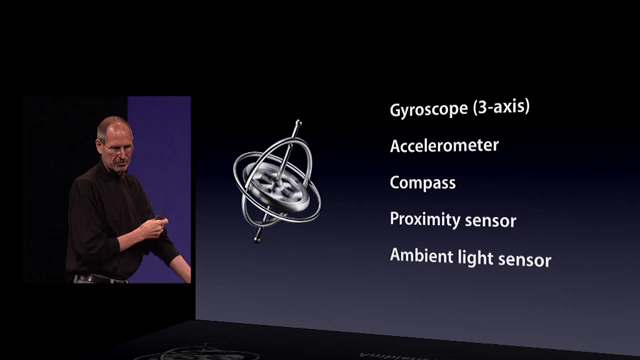 Gyroscope (3-axis)
Accelerometer
Compass
Proximity sensor
Ambient light sensor